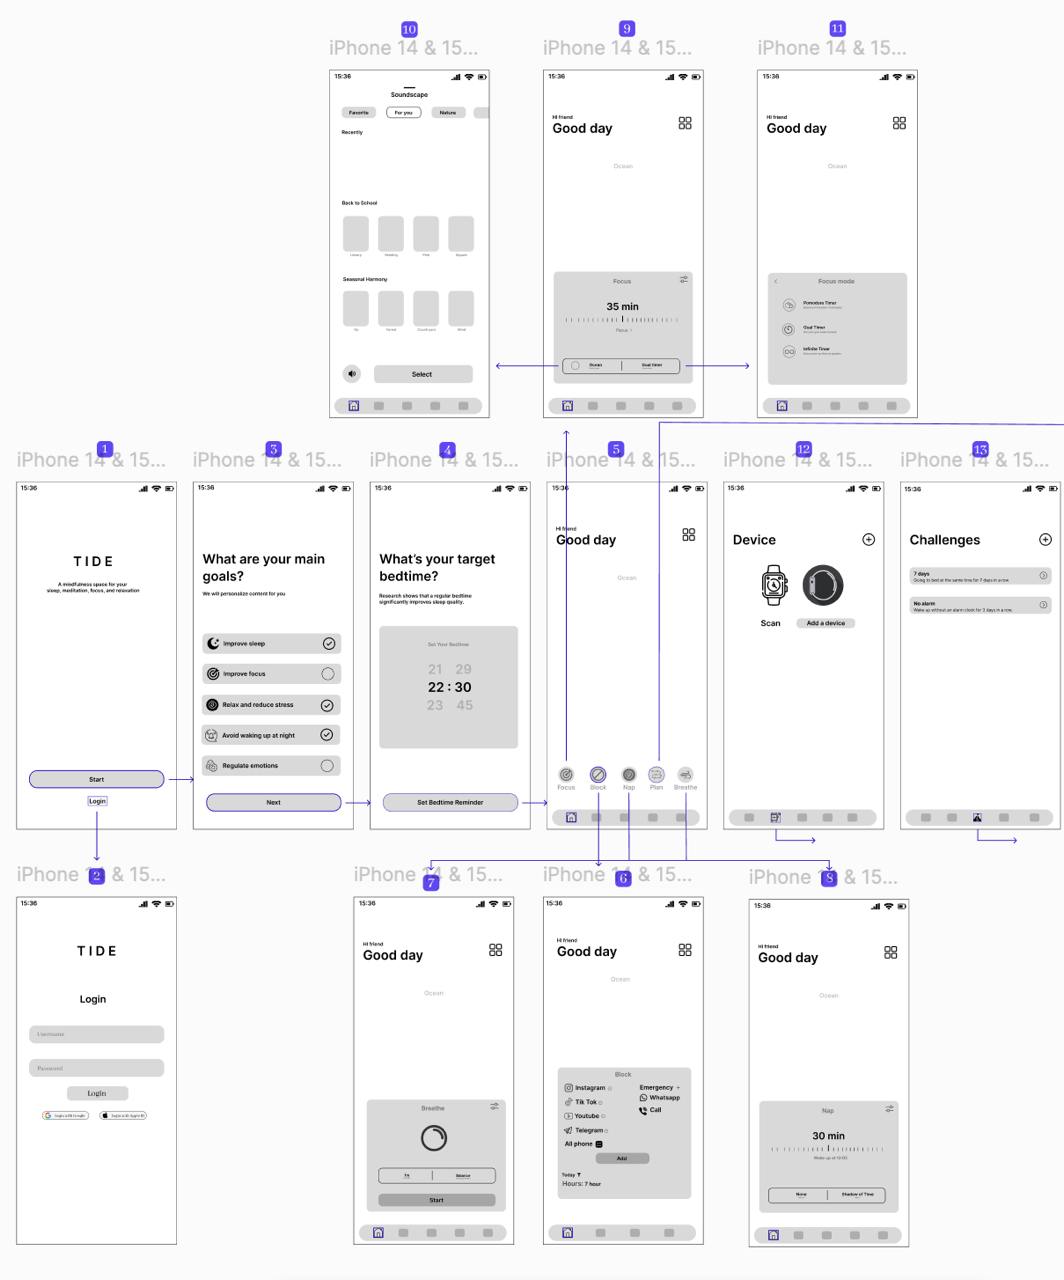 10
iPhone 14 & 15...
15:36
Soundscape
Favorite
For you
Nature
Recently
Back to School
Library
Reading
Seasonal Harmony
Forest
Wind
Select
9
iPhone 14 & 15...
15:36
Hi friend
Good day
Ocean
Focus
35 min
Focus >
Ocean
Goal timer
11
iPhone 14 & 15...
15:36
Hi friend
Good day
Ocean
Focus mode
Pomodoro Timer
Goal Timer
Infinite Timer
1
iPhone 14 & 15...
15:36
TIDE
A mindfulness space for your
sleep, meditation, focus, and relaxation
Start
Login
3
iPhone 14 & 15...
15:36
What are your main
goals?
We will personalize content for you
Improve sleep
Improve focus
Relax and reduce stress
Avoid waking up at night
Regulate emotions
Next
4
iPhone 14 & 15...
15:36
What's your target
bedtime?
Research shows that a regular bedtime
significantly improves sleep quality.
Set Your Bedtime
21 29
22 : 30
23 45
Set Bedtime Reminder
5
iPhone 14 & 15...
15:36
Hi friend
Good day
Ocean
Focus
Block
Nap
Plan
Breathe
12
iPhone 14 & 15...
15:36
Device
Scan
Add a device
13
iPhone 14 & 15...
15:36
Challenges
7 days
Going to bed at the same time for 7 days in a row.
No alarm
Wake up without an alarm clock for 3 days in a row.
2
iPhone 14 & 15...
15:36
TIDE
Login
Username
Password
Login
Login with Google
Login with Apple ID
7
iPhone 14 & 15...
15:36
Hi friend
Good day
Ocean
Breathe
Balance
Start
6
iPhone 14 & 15...
15:36
Hi friend
Good day
Ocean
Block
Instagram
Emergency +
Tik Tok
Whatsapp
Youtube
Call
Telegram
All phone
Add
Today
Hours: 7 hour
8
iPhone 14 & 15...
15:36
Hi friend
Good day
Ocean
Nap
30 min
None
Shadow of Time